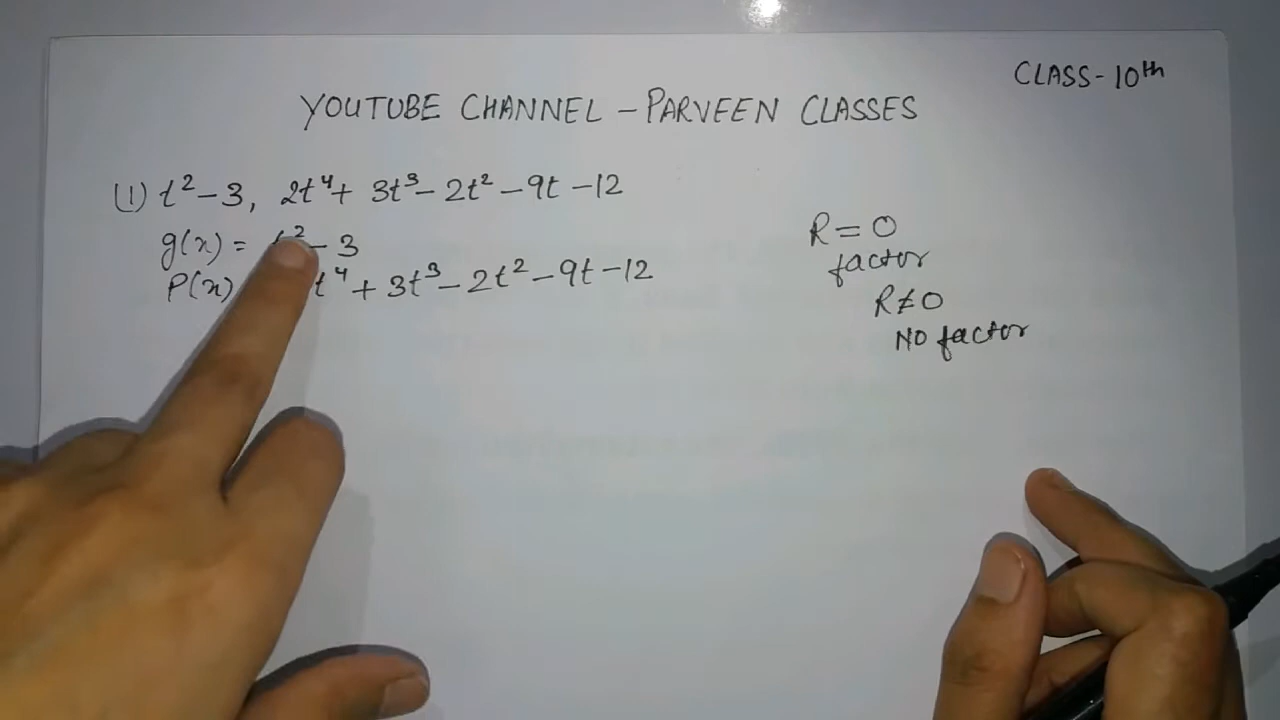 CLASS-10th
YOUTUBE CHANNEL - PARVEEN CLASSES
(1) t²-3, 2t⁴+ 3t³- 2t² - 9t -12
g(x) = t²- 3
P(x) t⁴ + 3t³- 2t² - 9t - 12
R = 0
factor
R ≠ 0
No factor